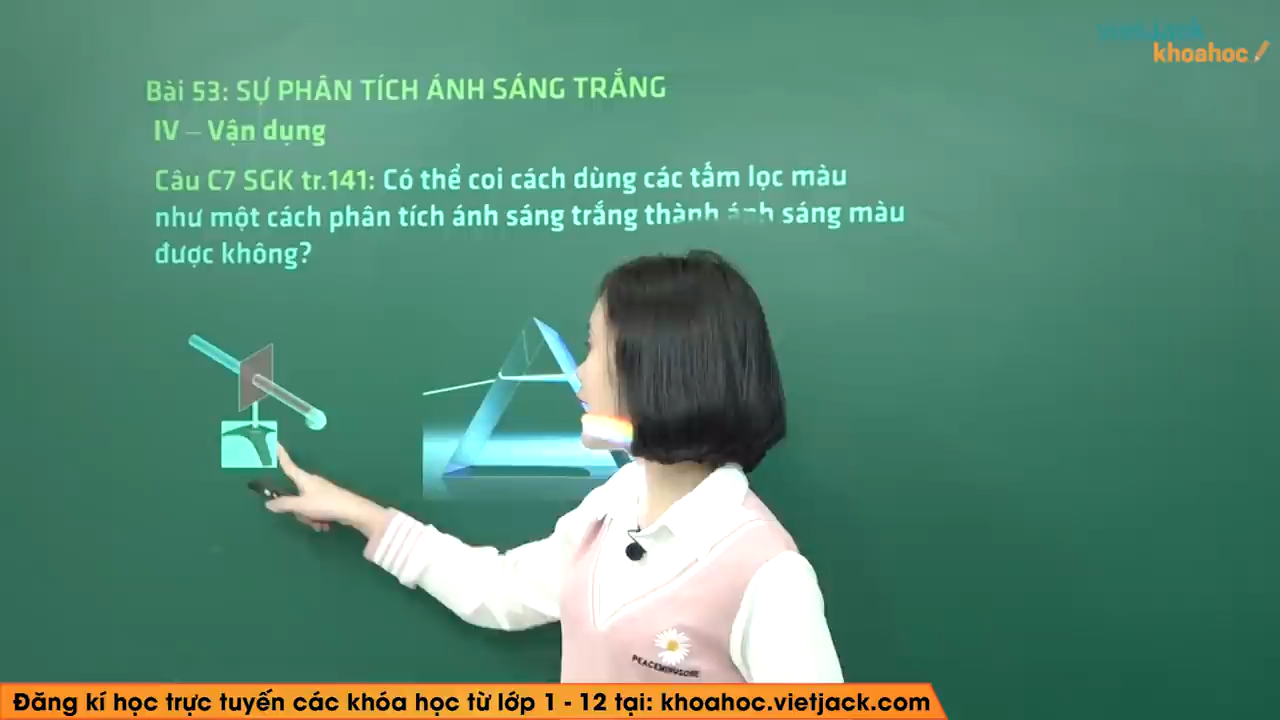 vietJack
khoahoc
Bài 53: SỰ PHÂN TÍCH ÁNH SÁNG TRẮNG
IV – Vận dụng
Câu C7 SGK tr.141: Có thể coi cách dùng các tấm lọc màu
như một cách phân tích ánh sáng trắng thành ánh sáng màu
được không?
Đăng kí học trực tuyến các khóa học từ lớp 1 - 12 tại: khoahoc.vietjack.com